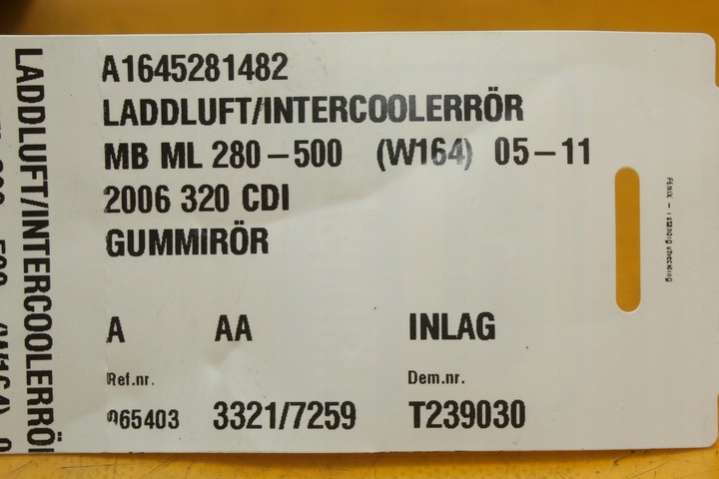 A1645281482
LADDLUFT/INTERCOOLERRÖR
MB ML 280-500 (W164) 05-11
2006 320 CDI
GUMMIRÖR
A AA INLAG
Ref.nr. Dem.nr.
065403 3321/7259 T239030
LADDLUFT/INTERCOOLERRÖ